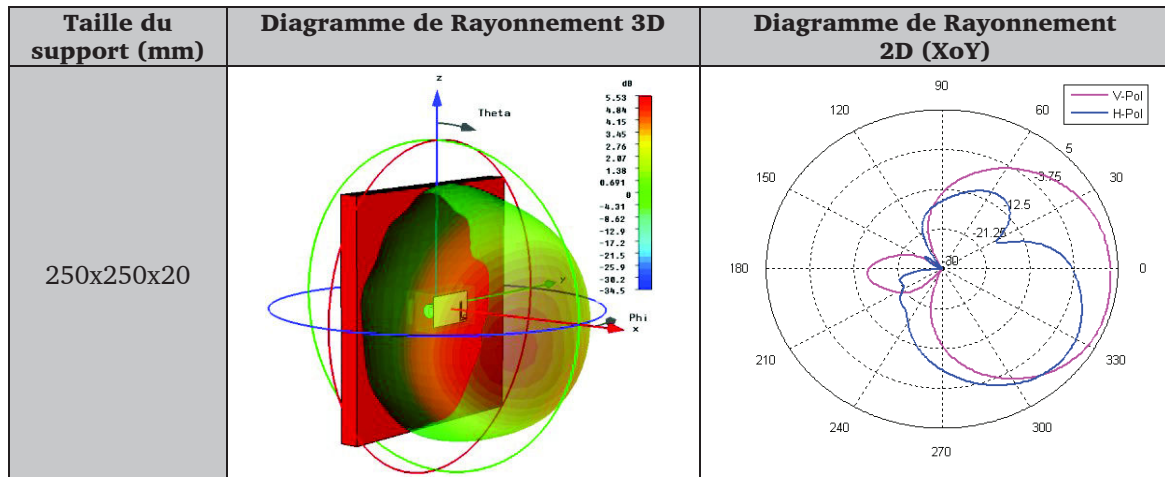 Taille du
support (mm)
Diagramme de Rayonnement 3D
Diagramme de Rayonnement
2D (XoY)
250x250x20
z
Theta
y
Phi
x
dB
5.53
4.84
4.15
3.45
2.76
2.07
1.38
0.691
0
-4.31
-8.62
-12.9
-17.2
-21.5
-25.9
-30.2
-34.5
V-Pol
H-Pol
90
120
60
5
150
-3.75
30
-12.5
-21.25
180
-30
0
210
330
240
300
270